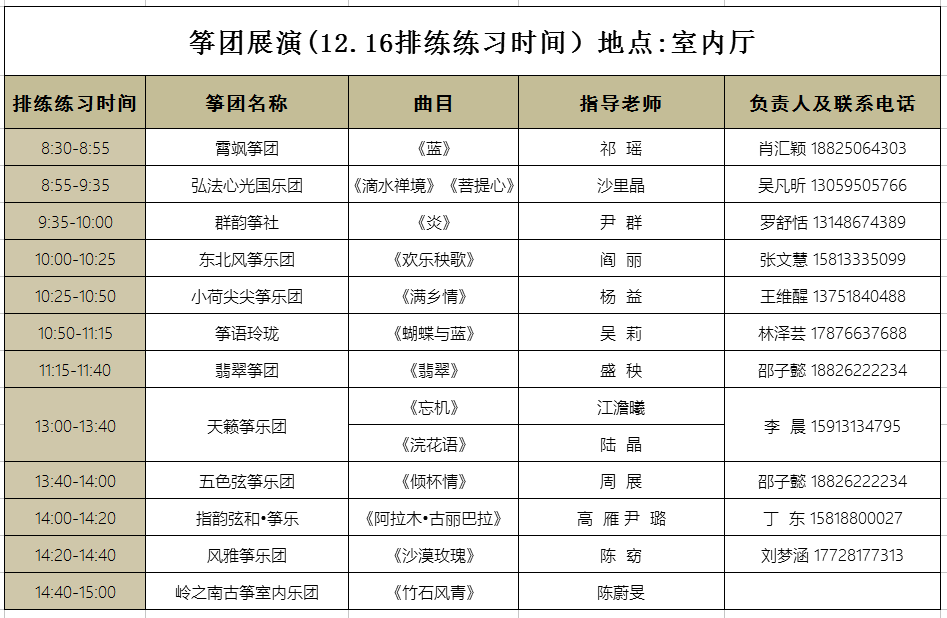 筝团展演(12.16排练练习时间）地点:室内厅
排练练习时间 筝团名称 曲目 指导老师 负责人及联系电话
8:30-8:55 霄飒筝团 《蓝》 祁 瑶 肖汇颖 18825064303
8:55-9:35 弘法心光国乐团 《滴水禅境》《菩提心》 沙里晶 吴凡昕 13059505766
9:35-10:00 群韵筝社 《炎》 尹 群 罗舒恬 13148674389
10:00-10:25 东北风筝乐团 《欢乐秧歌》 阎 丽 张文慧 15813335099
10:25-10:50 小荷尖尖筝乐团 《满乡情》 杨 益 王维醒 13751840488
10:50-11:15 筝语玲珑 《蝴蝶与蓝》 吴 莉 林泽芸 17876637688
11:15-11:40 翡翠筝团 《翡翠》 盛 秧 邵子懿 18826222234
13:00-13:40 天籁筝乐团 《忘机》 江澹曦 李 晨 15913134795
《浣花语》 陆 晶
13:40-14:00 五色弦筝乐团 《倾杯情》 周 展 邵子懿 18826222234
14:00-14:20 指韵弦和•筝乐 《阿拉木•古丽巴拉》 高 雁 尹 璐 丁 东 15818800027
14:20-14:40 风雅筝乐团 《沙漠玫瑰》 陈 窈 刘梦涵 17728177313
14:40-15:00 岭之南古筝室内乐团 《竹石风青》 陈蔚旻